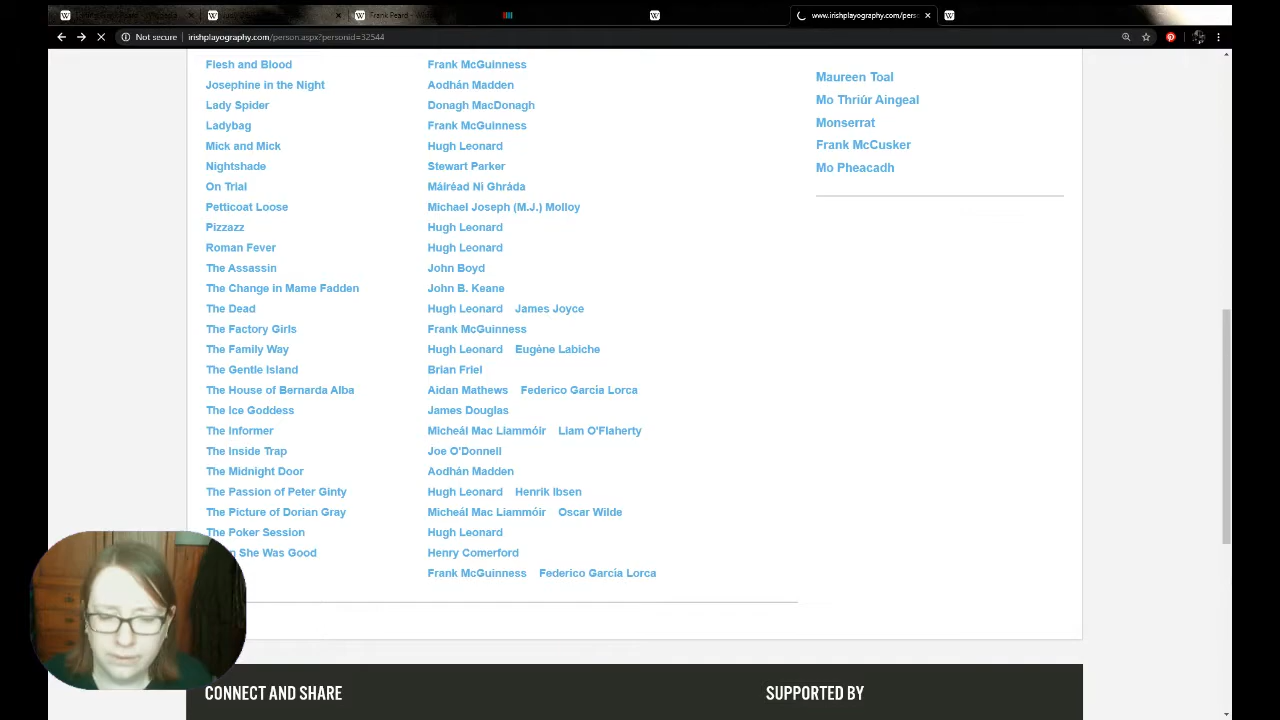 Frank Peard - W
www.irishplayography.com/pers
Not secure irishplayography.com/person.aspx?personid=32544
Flesh and Blood Frank McGuinness
Josephine in the Night Aodhán Madden
Lady Spider Donagh MacDonagh
Ladybag Frank McGuinness
Mick and Mick Hugh Leonard
Nightshade Stewart Parker
On Trial Máiréad Ní Ghráda
Petticoat Loose Michael Joseph (M.J.) Molloy
Pizzazz Hugh Leonard
Roman Fever Hugh Leonard
The Assassin John Boyd
The Change in Mame Fadden John B. Keane
The Dead Hugh Leonard James Joyce
The Factory Girls Frank McGuinness
The Family Way Hugh Leonard Eugène Labiche
The Gentle Island Brian Friel
The House of Bernarda Alba Aidan Mathews Federico García Lorca
The Ice Goddess James Douglas
The Informer Micheál Mac Liammóir Liam O'Flaherty
The Inside Trap Joe O'Donnell
The Midnight Door Aodhán Madden
The Passion of Peter Ginty Hugh Leonard Henrik Ibsen
The Picture of Dorian Gray Micheál Mac Liammóir Oscar Wilde
The Poker Session Hugh Leonard
She Was Good Henry Comerford
Frank McGuinness Federico García Lorca
Maureen Toal
Mo Thriúr Aingeal
Monserrat
Frank McCusker
Mo Pheacadh
CONNECT AND SHARE
SUPPORTED BY